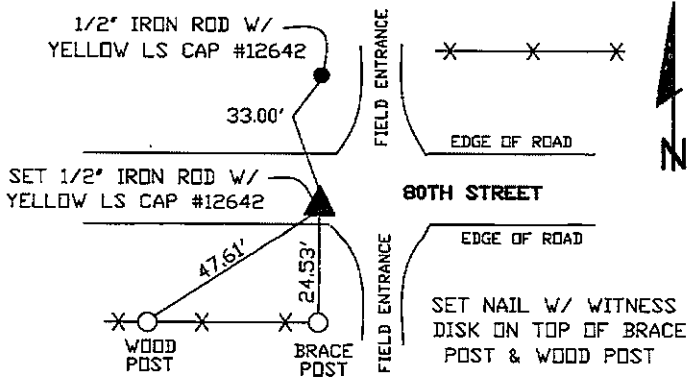 1/2" IRON ROD W/
YELLOW LS CAP #12642
33.00'
FIELD ENTRANCE
EDGE OF ROAD
N
SET 1/2" IRON ROD W/
YELLOW LS CAP #12642
80TH STREET
EDGE OF ROAD
47.61'
24.53'
FIELD ENTRANCE
WOOD
POST
BRACE
POST
SET NAIL W/ WITNESS
DISK ON TOP OF BRACE
POST & WOOD POST